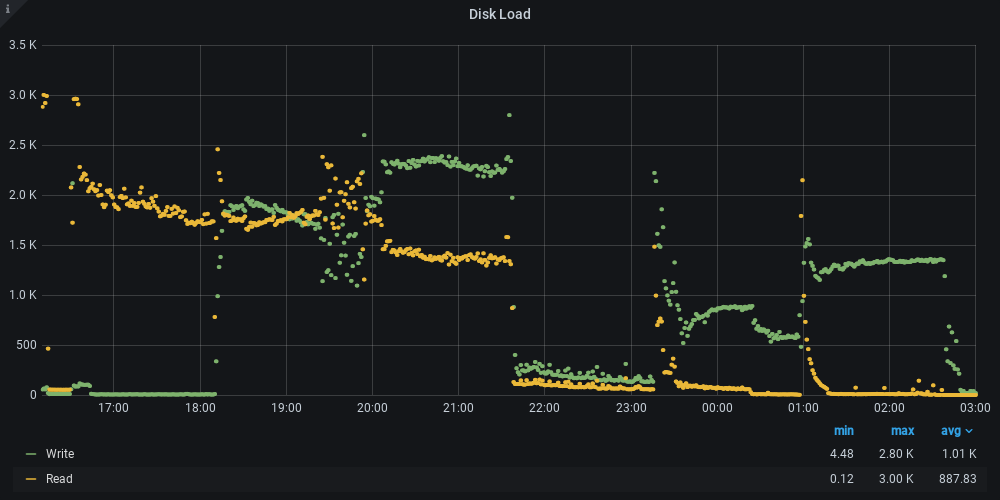 i
Disk Load
3.5 K
3.0 K
2.5 K
2.0 K
1.5 K
1.0 K
500
0
17:00 18:00 19:00 20:00 21:00 22:00 23:00 00:00 01:00 02:00 03:00
min max avg
Write 4.48 2.80 K 1.01 K
Read 0.12 3.00 K 887.83